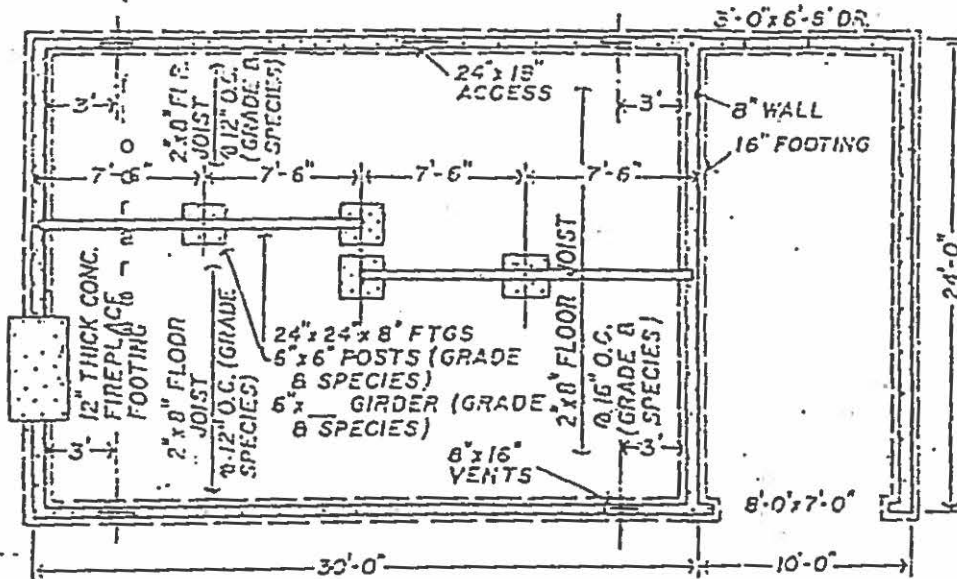 3'-0"x6'-8" DR.
24"x18"
ACCESS
3'
2"x8" FLR.
JOIST
@ 12" O.C.
(GRADE &
SPECIES)
3'
8" WALL
16" FOOTING
7'-6"
7'-6"
7'-6"
7'-6"
24'-0"
12" THICK CONC.
FIREPLACE
FOOTING
2"x8" FLOOR
JOIST
@ 12" O.C. (GRADE
SPECIES)
24"x24"x8" FTGS
6"x6" POSTS (GRADE
& SPECIES)
6"x__ GIRDER (GRADE
& SPECIES)
2"x8" FLOOR JOIST
@ 16" O.C.
(GRADE &
SPECIES)
3'
3'
8"x16"
VENTS
8'-0"x7'-0"
30'-0"
10'-0"